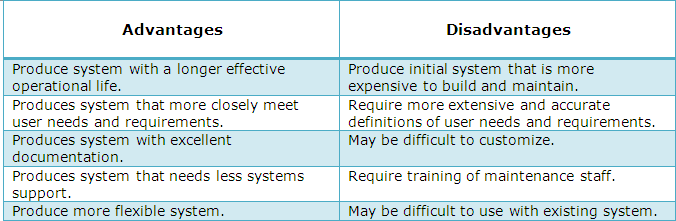 Advantages
Disadvantages
Produce system with a longer effective
operational life.
Produce initial system that is more
expensive to build and maintain.
Produces system that more closely meet
user needs and requirements.
Require more extensive and accurate
definitions of user needs and requirements.
Produces system with excellent
documentation.
May be difficult to customize.
Produces system that needs less systems
support.
Require training of maintenance staff.
Produce more flexible system.
May be difficult to use with existing system.